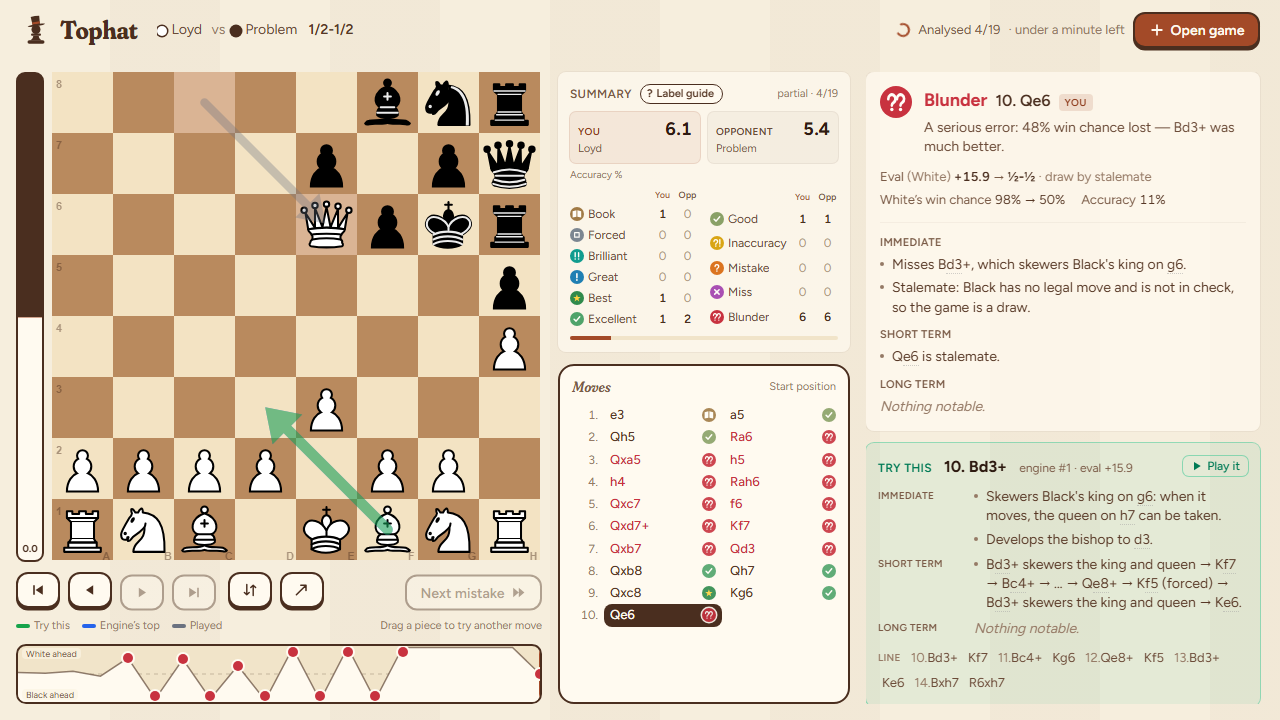 Tophat
Loyd vs Problem 1/2-1/2
Analysed 4/19 · under a minute left
+ Open game
8
7
6
5
4
3
2
1
A B C D E F G H
0.0
Next mistake
Try this Engine's top Played
Drag a piece to try another move
White ahead
Black ahead
SUMMARY
? Label guide
partial · 4/19
YOU 6.1
Loyd
OPPONENT 5.4
Problem
Accuracy %
You Opp
Book 1 0
Forced 0 0
Brilliant 0 0
Great 0 0
Best 1 0
Excellent 1 2
You Opp
Good 1 1
Inaccuracy 0 0
Mistake 0 0
Miss 0 0
Blunder 6 6
Moves
Start position
1. e3 a5
2. Qh5 Ra6
3. Qxa5 h5
4. h4 Rah6
5. Qxc7 f6
6. Qxd7+ Kf7
7. Qxb7 Qd3
8. Qxb8 Qh7
9. Qxc8 Kg6
10. Qe6
?? Blunder 10. Qe6 YOU
A serious error: 48% win chance lost — Bd3+ was
much better.
Eval (White) +15.9 → ½-½ · draw by stalemate
White's win chance 98% → 50% Accuracy 11%
IMMEDIATE
• Misses Bd3+, which skewers Black's king on g6.
• Stalemate: Black has no legal move and is not in check,
so the game is a draw.
SHORT TERM
• Qe6 is stalemate.
LONG TERM
Nothing notable.
TRY THIS 10. Bd3+ engine #1 · eval +15.9
Play it
IMMEDIATE
• Skewers Black's king on g6: when it
moves, the queen on h7 can be taken.
• Develops the bishop to d3.
SHORT TERM
• Bd3+ skewers the king and queen → Kf7
→ Bc4+ → … → Qe8+ → Kf5 (forced) →
Bd3+ skewers the king and queen → Ke6.
LONG TERM
Nothing notable.
LINE 10.Bd3+ Kf7 11.Bc4+ Kg6 12.Qe8+ Kf5 13.Bd3+
Ke6 14.Bxh7 R6xh7